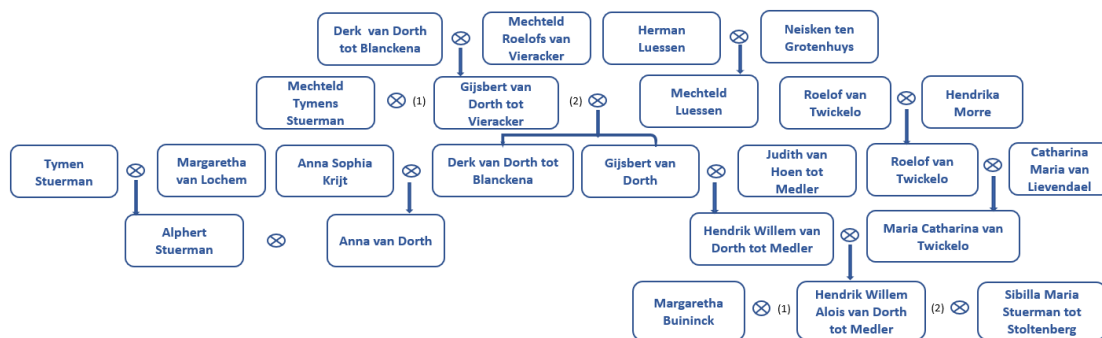 Derk van Dorth
tot Blanckena
Mechteld
Roelofs van
Vieracker
Herman
Luessen
Neisken ten
Grotenhuys
Mechteld
Tymens
Stuerman
(1)
Gijsbert van
Dorth tot
Vieracker
(2)
Mechteld
Luessen
Roelof van
Twickelo
Hendrika
Morre
Tymen
Stuerman
Margaretha
van Lochem
Anna Sophia
Krijt
Derk van Dorth tot
Blanckena
Gijsbert van
Dorth
Judith van
Hoen tot
Medler
Roelof van
Twickelo
Catharina
Maria van
Lievendael
Alphert
Stuerman
Anna van Dorth
Hendrik Willem van
Dorth tot Medler
Maria Catharina van
Twickelo
Margaretha
Buininck
(1)
Hendrik Willem
Alois van Dorth
tot Medler
(2)
Sibilla Maria
Stuerman tot
Stoltenberg